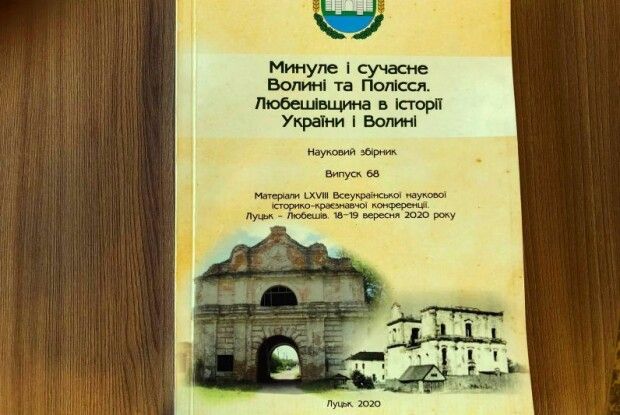 Минуле і сучасне
Волині та Полісся.
Любешівщина в історії
України і Волині
Науковий збірник
Випуск 68
Матеріали LXVIII Всеукраїнської наукової
історико-краєзнавчої конференції.
Луцьк – Любешів. 18–19 вересня 2020 року
Луцьк, 2020